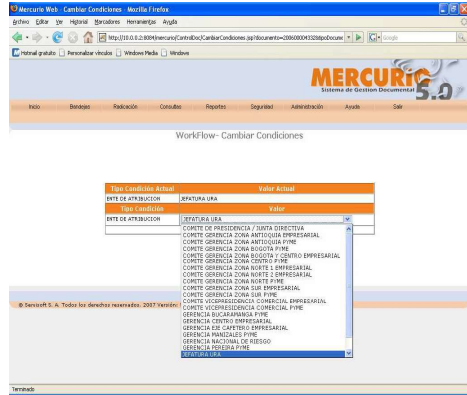 Mercurio Web - Cambiar Condiciones - Mozilla Firefox
Archivo Editar Ver Historial Marcadores Herramientas Ayuda
Google
Hotmail gratuito Personalizar vínculos Windows Media Windows
MERCURIO
Sistema de Gestion Documental 5.0
Inicio Bandejas Radicación Consultas Reportes Seguridad Administración Ayuda Salir
WorkFlow- Cambiar Condiciones
Tipo Condición Actual Valor Actual
ENTE DE ATRIBUCION JEFATURA URA
Tipo Condición Valor
ENTE DE ATRIBUCION JEFATURA URA
COMITE DE PRESIDENCIA / JUNTA DIRECTIVA
COMITE GERENCIA ZONA ANTIOQUIA EMPRESARIAL
COMITE GERENCIA ZONA ANTIOQUIA PYME
COMITE GERENCIA ZONA BOGOTA PYME
COMITE GERENCIA ZONA BOGOTA Y CENTRO EMPRESARIAL
COMITE GERENCIA ZONA CENTRO PYME
COMITE GERENCIA ZONA NORTE 1 EMPRESARIAL
COMITE GERENCIA ZONA NORTE 2 EMPRESARIAL
COMITE GERENCIA ZONA NORTE PYME
COMITE GERENCIA ZONA SUR EMPRESARIAL
COMITE GERENCIA ZONA SUR PYME
COMITE VICEPRESIDENCIA COMERCIAL EMPRESARIAL
COMITE VICEPRESIDENCIA COMERCIAL PYME
GERENCIA BUCARAMANGA PYME
GERENCIA CENTRO EMPRESARIAL
GERENCIA EJE CAFETERO EMPRESARIAL
GERENCIA MANIZALES PYME
GERENCIA NACIONAL DE RIESGO
GERENCIA PEREIRA PYME
JEFATURA URA
© Servisoft S. A. Todos los derechos reservados. 2007 Versión:
Terminado